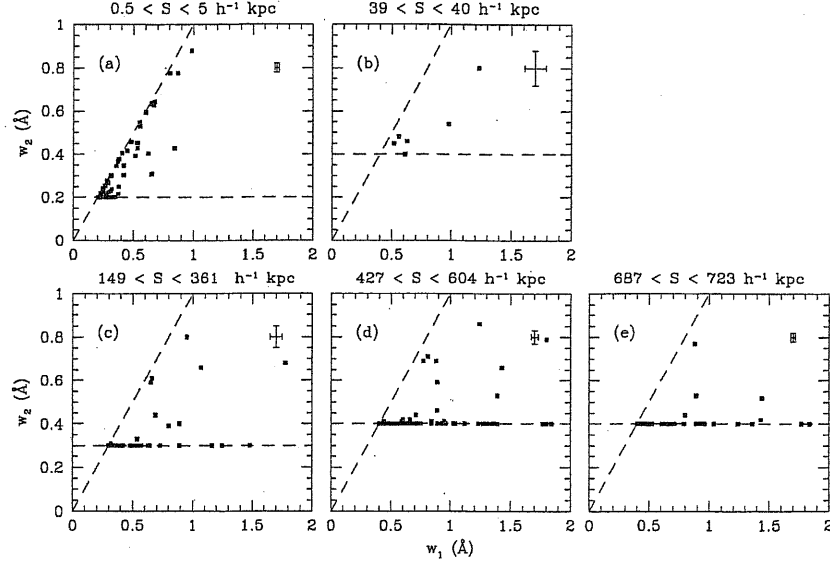 0.5 < S < 5 h⁻¹ kpc
39 < S < 40 h⁻¹ kpc
1
0.8
0.6
0.4
0.2
0
w₂ (Å)
(a)
(b)
0 0.5 1 1.5 2
0 0.5 1 1.5 2
149 < S < 361 h⁻¹ kpc
427 < S < 604 h⁻¹ kpc
687 < S < 723 h⁻¹ kpc
1
0.8
0.6
0.4
0.2
0
w₂ (Å)
(c)
(d)
(e)
0 0.5 1 1.5 2
0 0.5 1 1.5 2
0 0.5 1 1.5 2
w₁ (Å)